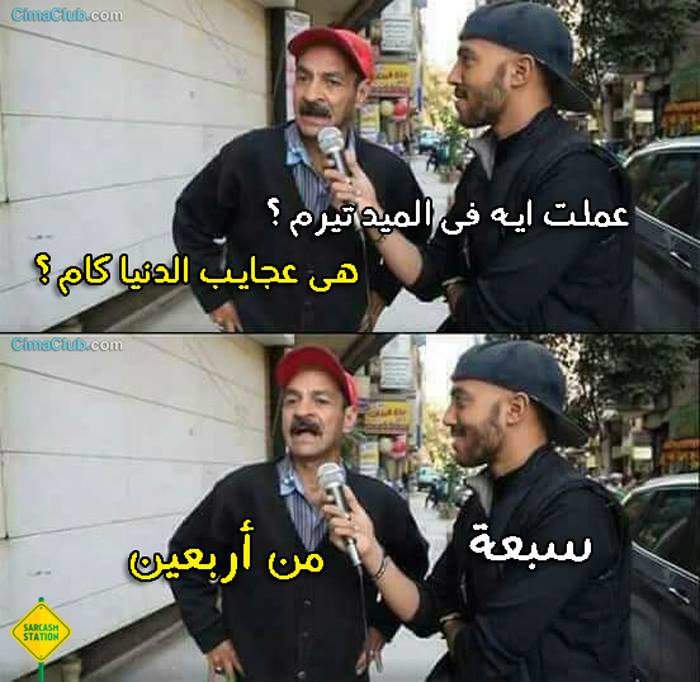 CimaClub.com
عملت ايه فى الميد تيرم ؟
هى عجايب الدنيا كام ؟
CimaClub.com
سبعة
من أربعين
SARCASM
STATION